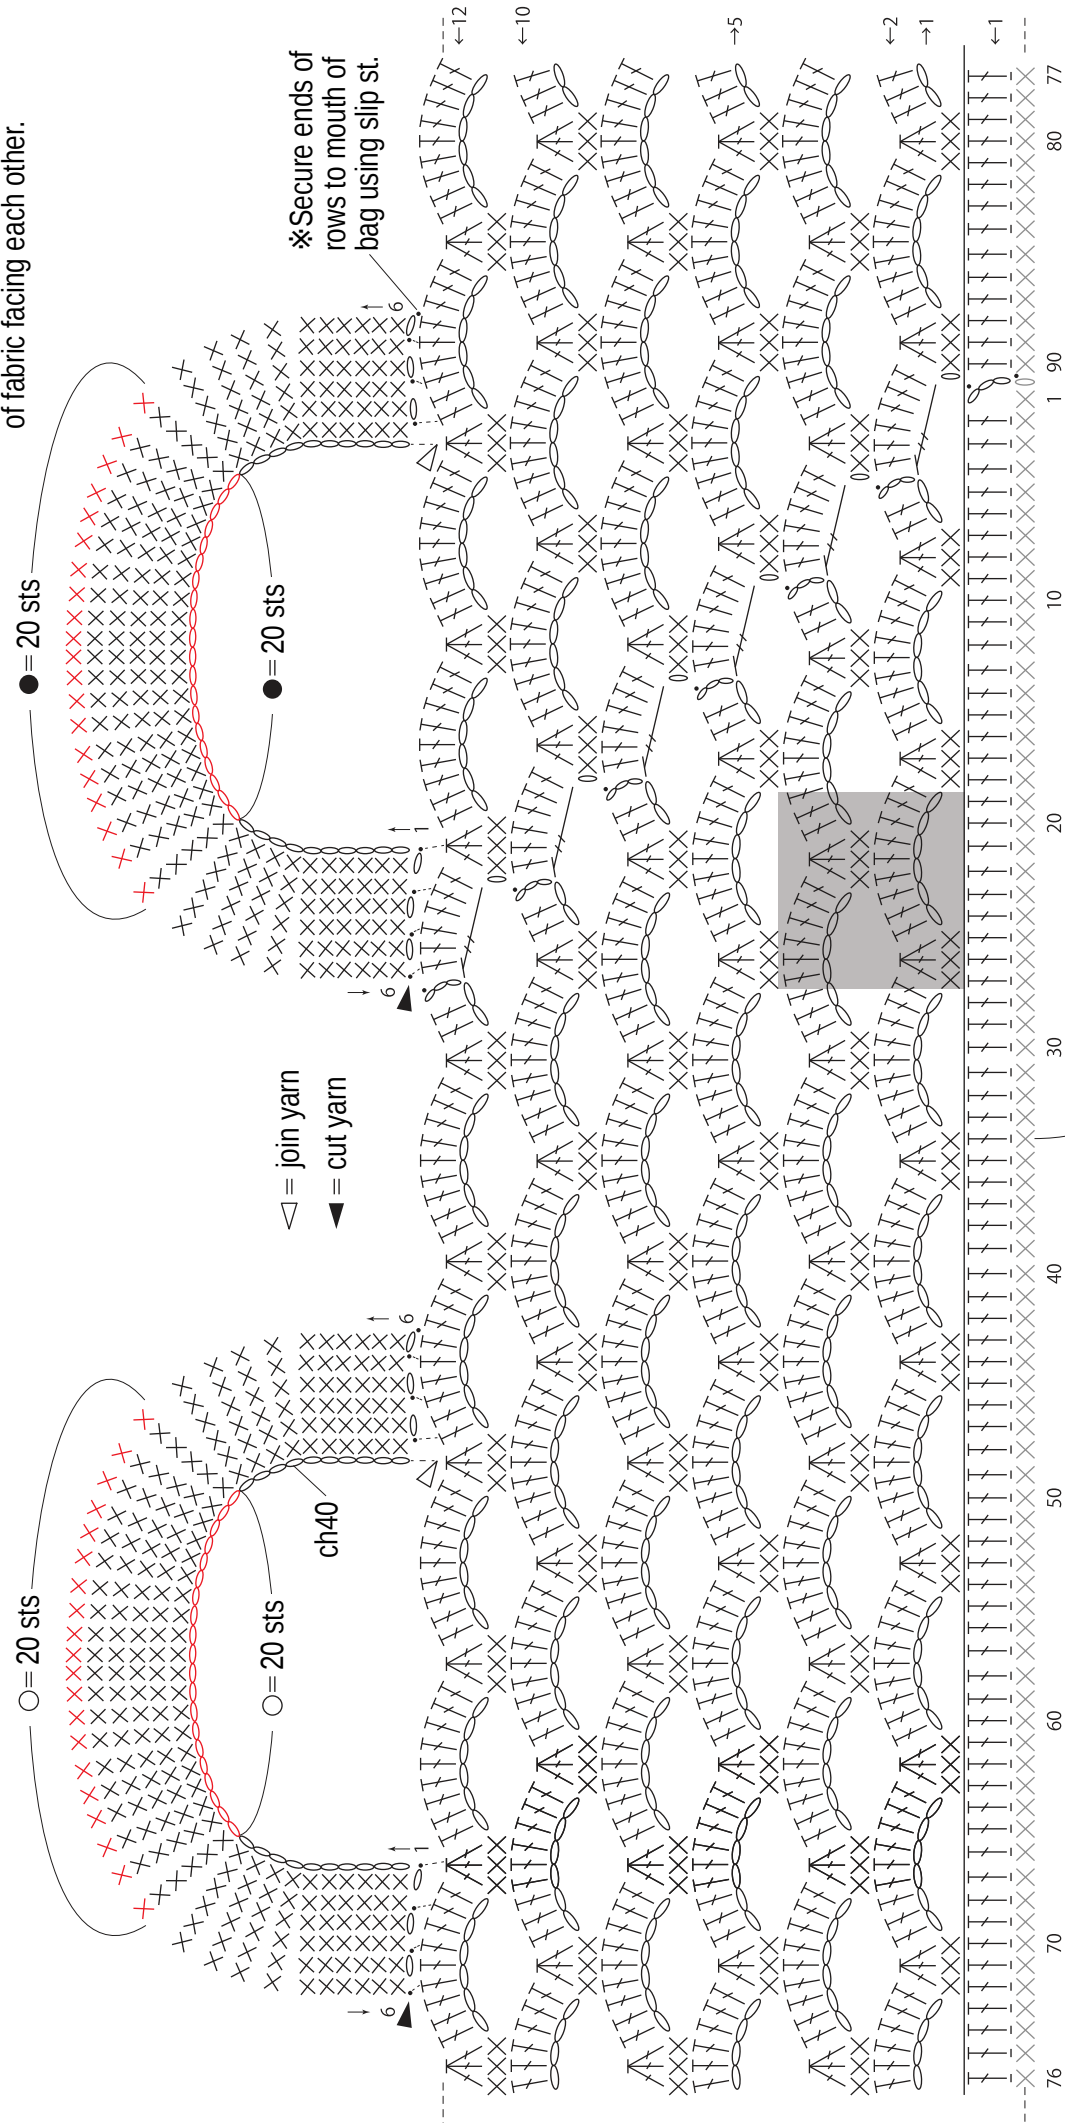 of fabric facing each other.
●= 20 sts
●= 20 sts
※Secure ends of
rows to mouth of
bag using slip st.
○= 20 sts
○= 20 sts
ch40
▷= join yarn
▶= cut yarn
←12
←10
→5
←2
→1
←1
6
1
6
6
1
6
76
70
60
50
40
30
20
10
1
90
80
77